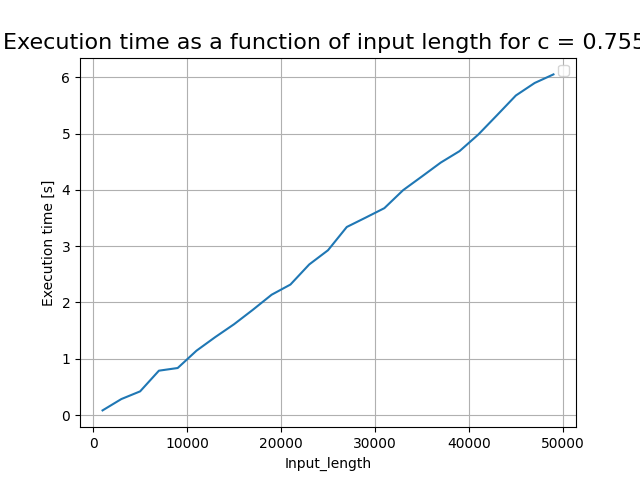 Execution time as a function of input length for c = 0.755
6
5
4
3
2
1
0
Execution time [s]
0 10000 20000 30000 40000 50000
Input_length